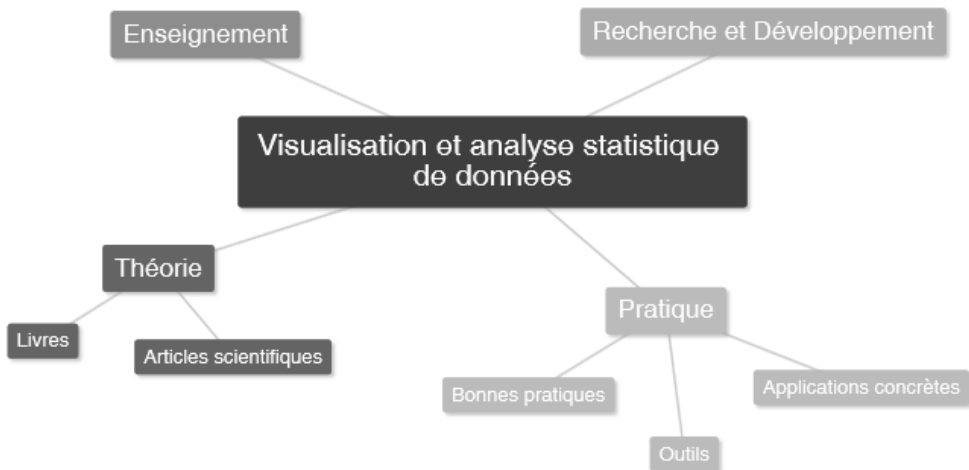 Enseignement
Recherche et Développement
Visualisation et analyse statistique
de données
Théorie
Pratique
Livres
Articles scientifiques
Bonnes pratiques
Applications concrètes
Outils